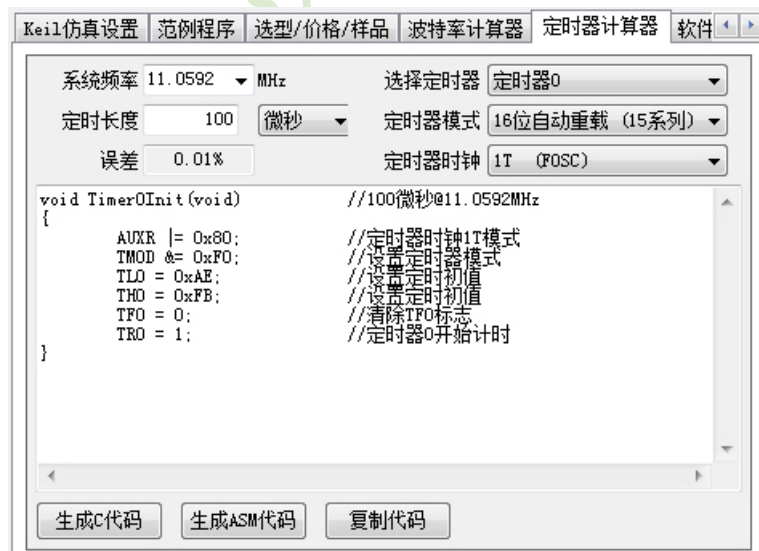 Keil仿真设置 范例程序 选型/价格/样品 波特率计算器 定时器计算器 软件
系统频率 11.0592 MHz 选择定时器 定时器0
定时长度 100 微秒 定时器模式 16位自动重载 (15系列)
误差 0.01% 定时器时钟 1T (FOSC)
void Timer0Init(void) //100微秒@11.0592MHz
{
AUXR |= 0x80; //定时器时钟1T模式
TMOD &= 0xF0; //设置定时器模式
TL0 = 0xAE; //设置定时初值
TH0 = 0xFB; //设置定时初值
TF0 = 0; //清除TF0标志
TR0 = 1; //定时器0开始计时
}
生成C代码 生成ASM代码 复制代码